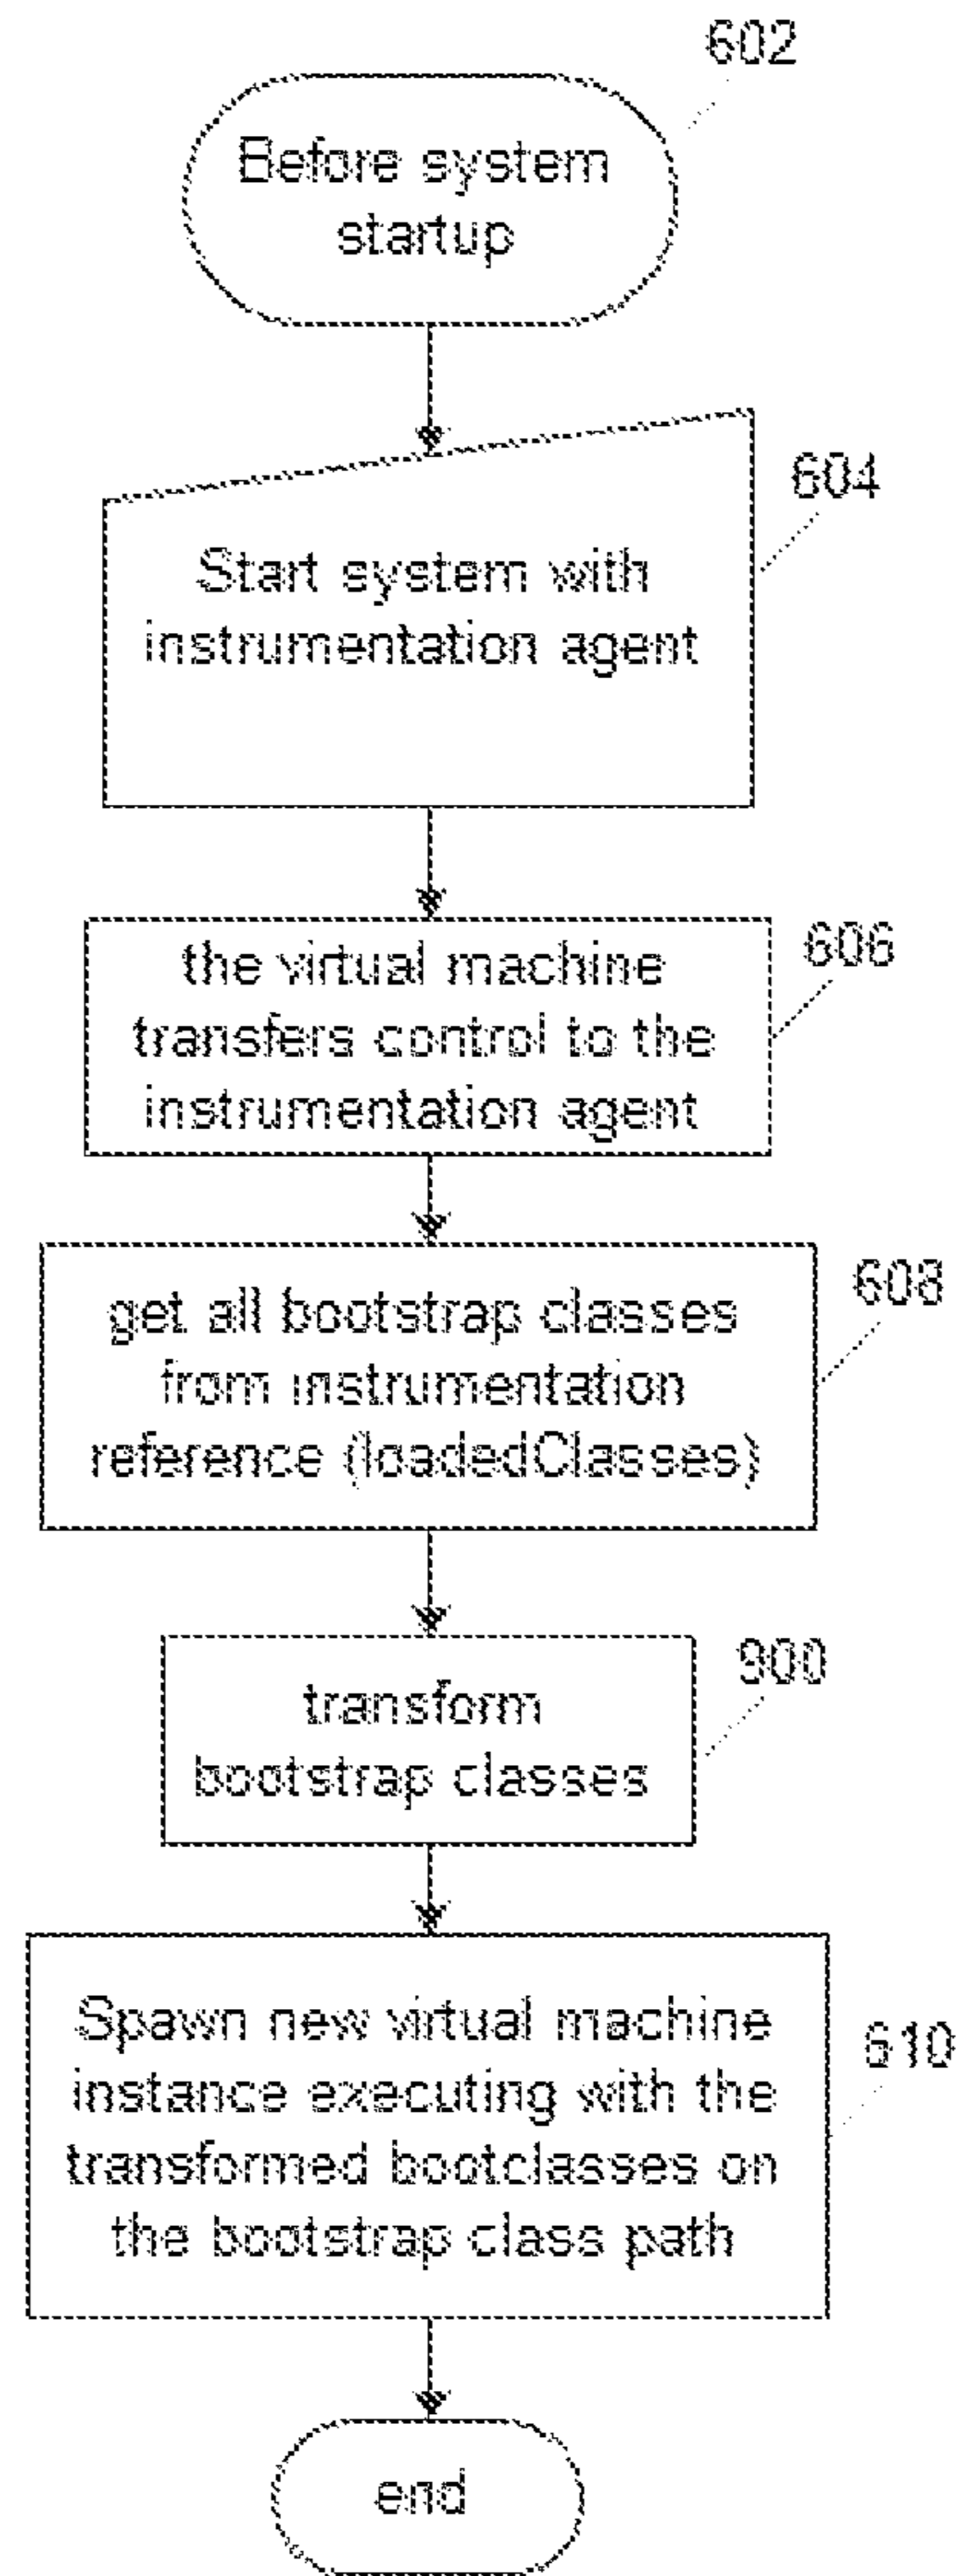 602
Before system
startup
604
Start system with
instrumentation agent
606
the virtual machine
transfers control to the
instrumentation agent
608
get all bootstrap classes
from instrumentation
reference (loadedClasses)
900
transform
bootstrap classes
610
Spawn new virtual machine
instance executing with the
transformed bootclasses on
the bootstrap class path
end